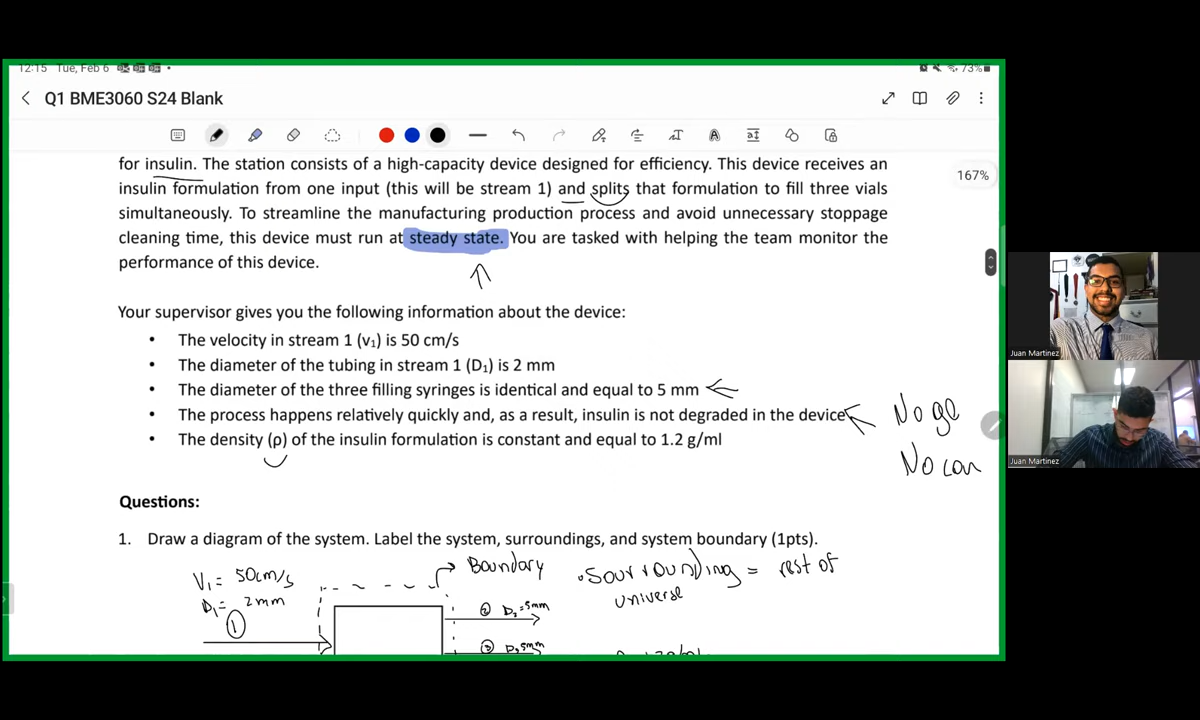 12:15 Tue, Feb 6
73%
Q1 BME3060 S24 Blank
for insulin. The station consists of a high-capacity device designed for efficiency. This device receives an
insulin formulation from one input (this will be stream 1) and splits that formulation to fill three vials
simultaneously. To streamline the manufacturing production process and avoid unnecessary stoppage
cleaning time, this device must run at steady state. You are tasked with helping the team monitor the
performance of this device.
167%
Your supervisor gives you the following information about the device:
• The velocity in stream 1 (v₁) is 50 cm/s
• The diameter of the tubing in stream 1 (D₁) is 2 mm
• The diameter of the three filling syringes is identical and equal to 5 mm
• The process happens relatively quickly and, as a result, insulin is not degraded in the device
• The density (ρ) of the insulin formulation is constant and equal to 1.2 g/ml
No ge
No con
Questions:
1. Draw a diagram of the system. Label the system, surroundings, and system boundary (1pts).
Boundary
• Sourrounding = rest of
universe
V₁ = 50cm/s
D₁ = 2mm
①
② D₂=5mm
③ D₃ 5mm
Juan Martinez
Juan Martinez